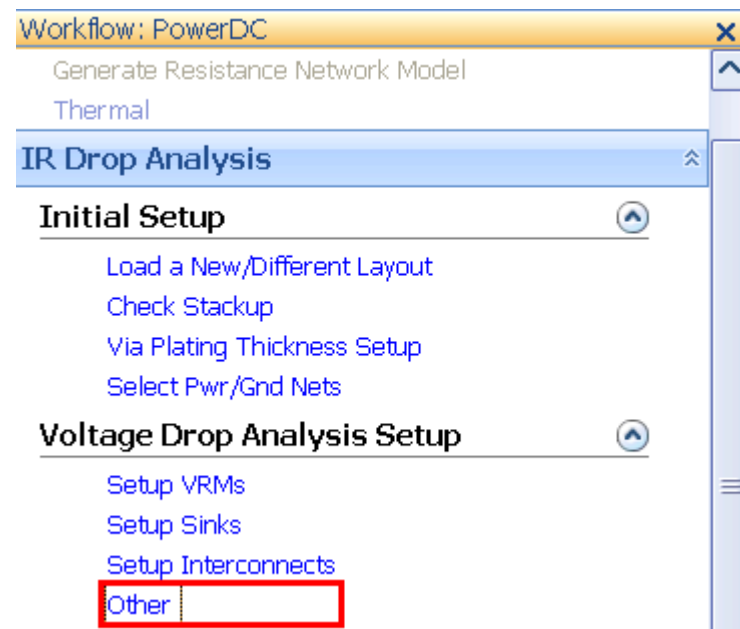 Workflow: PowerDC
Generate Resistance Network Model
Thermal
IR Drop Analysis
Initial Setup
Load a New/Different Layout
Check Stackup
Via Plating Thickness Setup
Select Pwr/Gnd Nets
Voltage Drop Analysis Setup
Setup VRMs
Setup Sinks
Setup Interconnects
Other